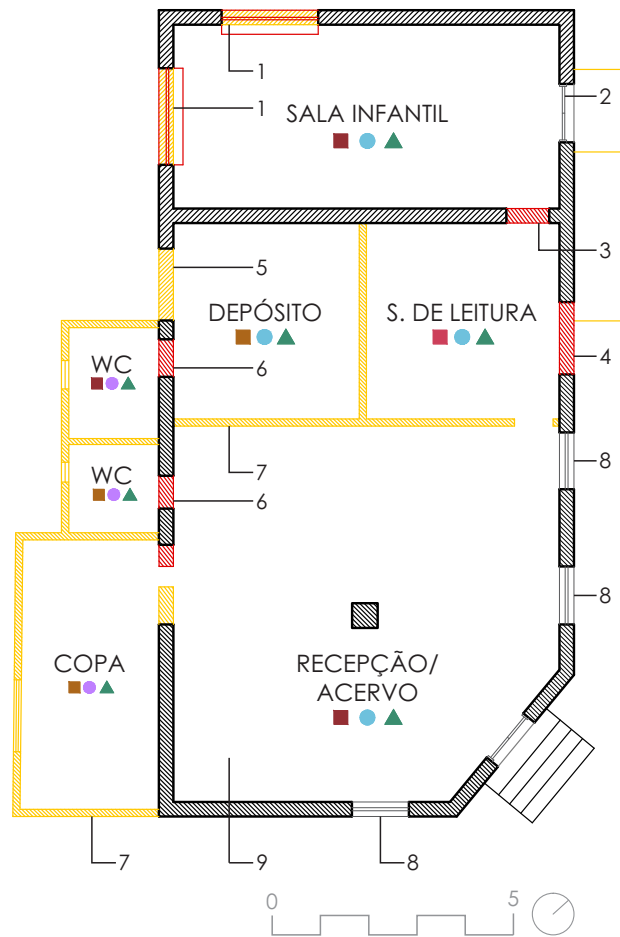 1
1
2
SALA INFANTIL
3
5
DEPÓSITO
S. DE LEITURA
4
WC
6
7
8
WC
6
8
COPA
RECEPÇÃO/
ACERVO
7
9
8
0
5